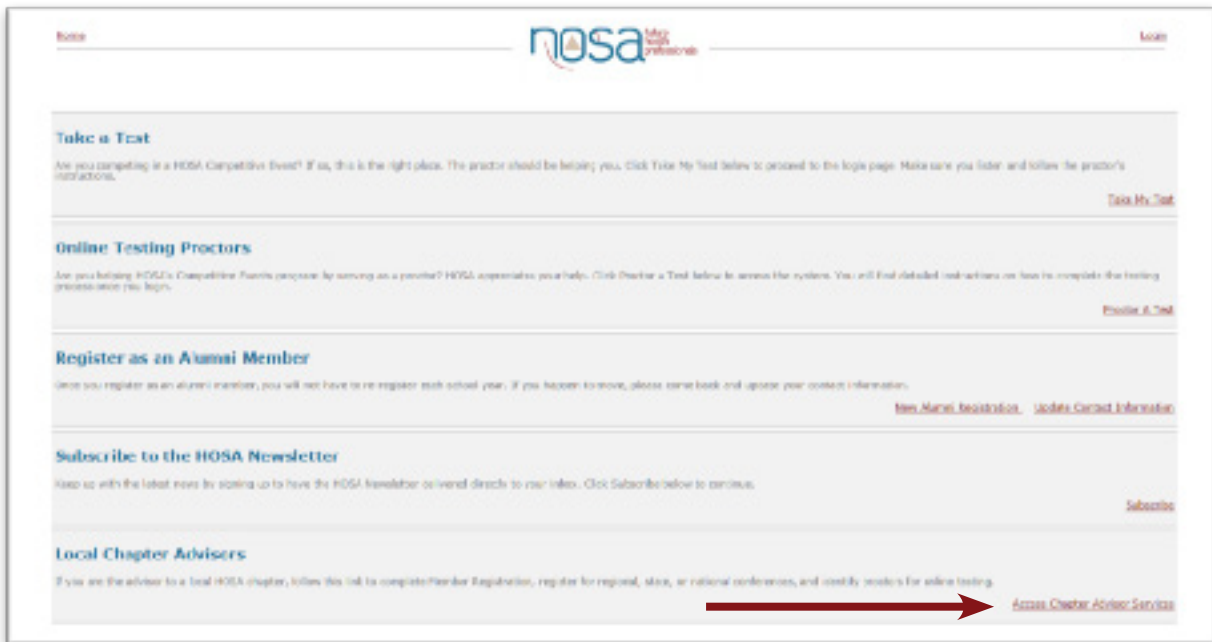 Home
hosa future health professionals
Login
Take a Test
Are you competing in a HOSA Competitive Event? If so, this is the right place. The proctor should be helping you. Click Take My Test below to proceed to the login page. Make sure you listen and follow the proctor's
instructions.
Take My Test
Online Testing Proctors
Are you helping HOSA's Competitive Events program by serving as a proctor? HOSA appreciates your help. Click Proctor a Test below to access the system. You will find detailed instructions on how to complete the testing
process once you login.
Proctor A Test
Register as an Alumni Member
Once you register as an alumni member, you will not have to re-register each school year. If you happen to move, please come back and update your contact information.
New Alumni Registration Update Contact Information
Subscribe to the HOSA Newsletter
Keep up with the latest news by signing up to have the HOSA Newsletter delivered directly to your inbox. Click Subscribe below to continue.
Subscribe
Local Chapter Advisers
If you are the advisor to a local HOSA chapter, follow this link to complete Member Registration, register for regional, state, or national conferences, and identify proctors for online testing.
Access Chapter Advisor Services